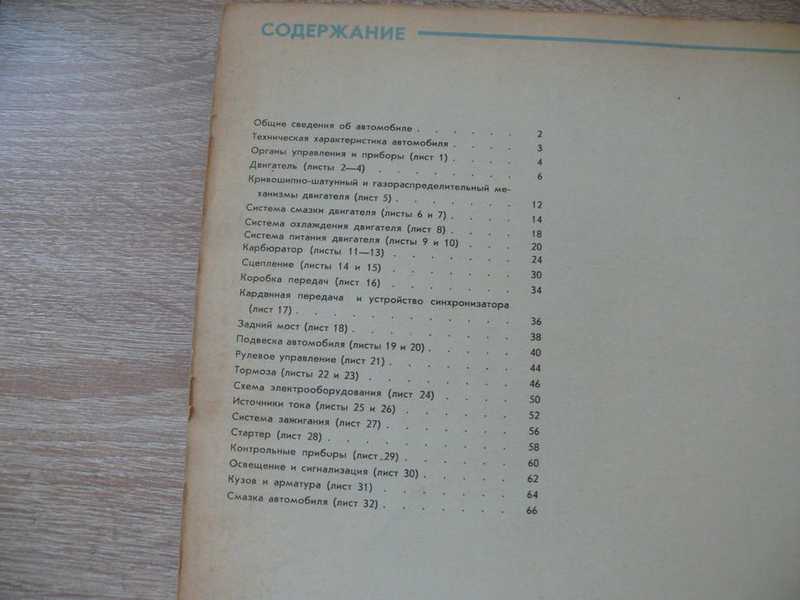 СОДЕРЖАНИЕ
Общие сведения об автомобиле . . . . . . 2
Техническая характеристика автомобиля . . . . 3
Органы управления и приборы (лист 1) . . . . 4
Двигатель (листы 2—4) . . . . . . . 6
Кривошипно-шатунный и газораспределительный ме-
ханизмы двигателя (лист 5) . . . . . . 12
Система смазки двигателя (листы 6 и 7) . . . . 14
Система охлаждения двигателя (лист 8) . . . . 18
Система питания двигателя (листы 9 и 10) . . . . 20
Карбюратор (листы 11—13) . . . . . . 24
Сцепление (листы 14 и 15) . . . . . . 30
Коробка передач (лист 16) . . . . . . 34
Карданная передача и устройство синхронизатора
(лист 17) . . . . . . . . . . 36
Задний мост (лист 18) . . . . . . . . 38
Подвеска автомобиля (листы 19 и 20) . . . . . 40
Рулевое управление (лист 21) . . . . . . 44
Тормоза (листы 22 и 23) . . . . . . . 46
Схема электрооборудования (лист 24) . . . . 50
Источники тока (листы 25 и 26) . . . . . . 52
Система зажигания (лист 27) . . . . . . 56
Стартер (лист 28) . . . . . . . . 58
Контрольные приборы (лист 29) . . . . . 60
Освещение и сигнализация (лист 30) . . . . . 62
Кузов и арматура (лист 31) . . . . . . 64
Смазка автомобиля (лист 32) . . . . . . 66